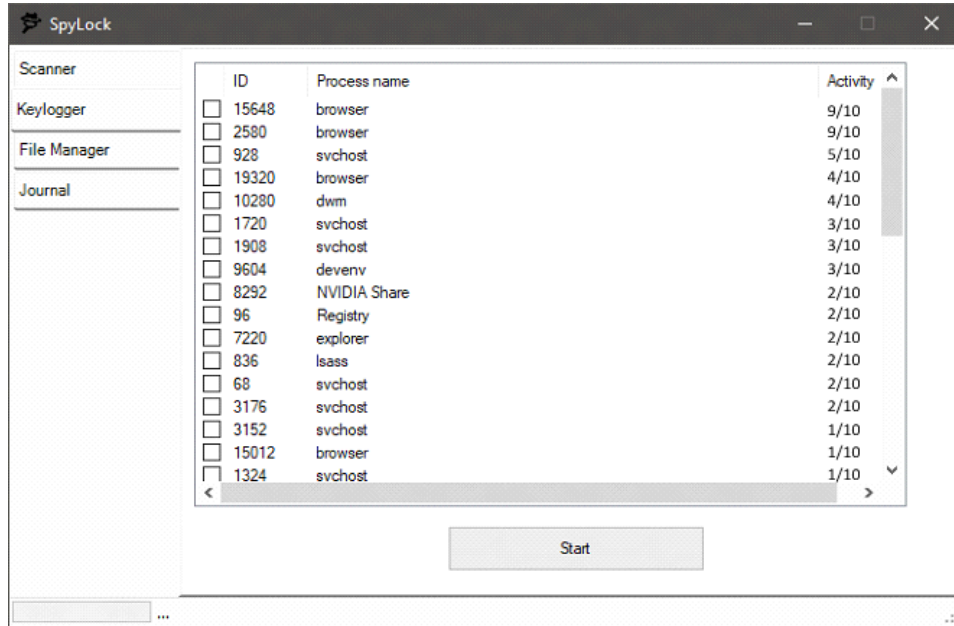 SpyLock
Scanner
Keylogger
File Manager
Journal
ID Process name Activity
15648 browser 9/10
2580 browser 9/10
928 svchost 5/10
19320 browser 4/10
10280 dwm 4/10
1720 svchost 3/10
1908 svchost 3/10
9604 devenv 3/10
8292 NVIDIA Share 2/10
96 Registry 2/10
7220 explorer 2/10
836 lsass 2/10
68 svchost 2/10
3176 svchost 2/10
3152 svchost 1/10
15012 browser 1/10
1324 svchost 1/10
Start
...